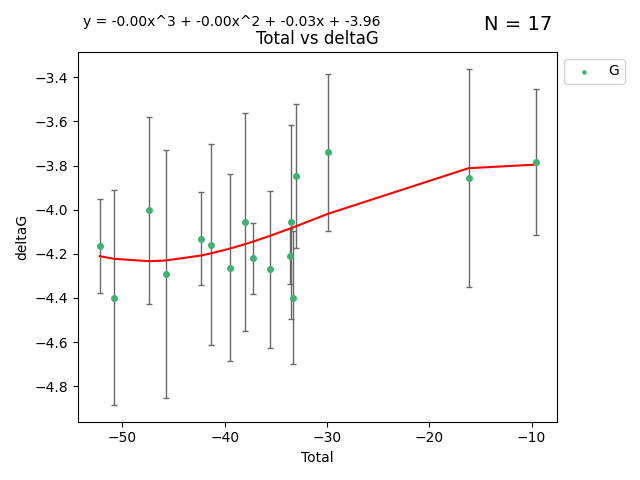 y = -0.00x^3 + -0.00x^2 + -0.03x + -3.96
N = 17
Total vs deltaG
G
−3.4
−3.6
−3.8
−4.0
−4.2
−4.4
−4.6
−4.8
deltaG
−50 −40 −30 −20 −10
Total